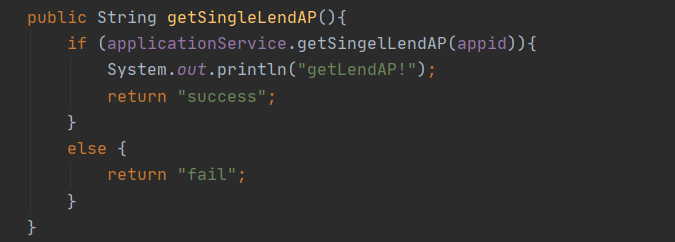 public String getSingleLendAP(){
if (applicationService.getSingelLendAP(appid)){
System.out.println("getLendAP!");
return "success";
}
else {
return "fail";
}
}